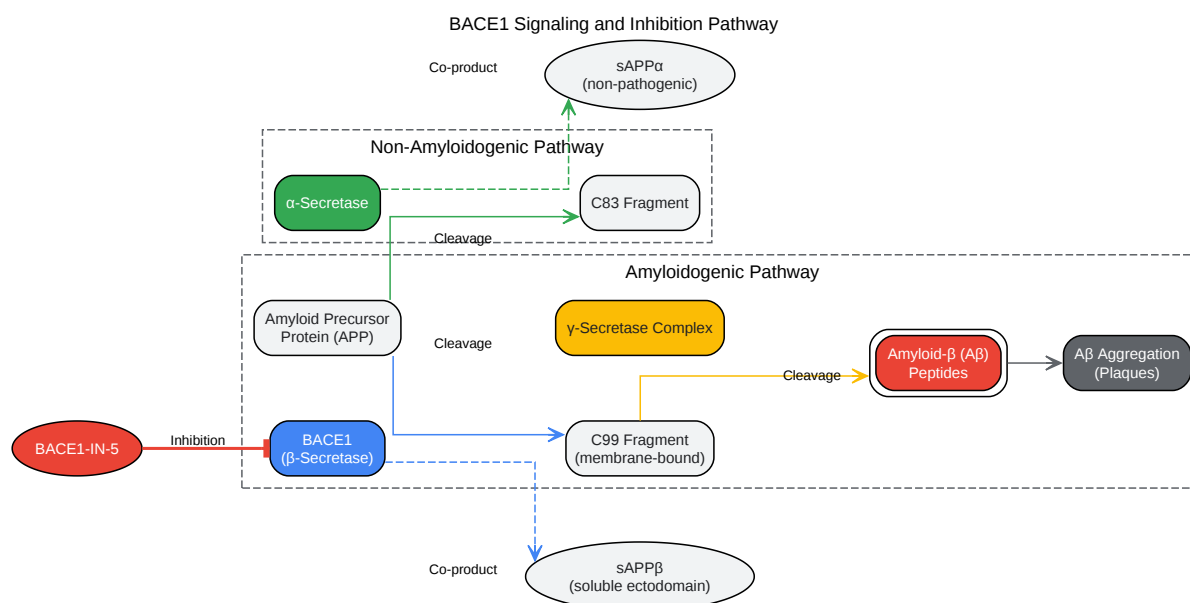 BACE1 Signaling and Inhibition Pathway
Co-product
sAPPα
(non-pathogenic)
Non-Amyloidogenic Pathway
α-Secretase
C83 Fragment
Cleavage
Amyloidogenic Pathway
Amyloid Precursor
Protein (APP)
Cleavage
γ-Secretase Complex
Cleavage
Amyloid-β (Aβ)
Peptides
Aβ Aggregation
(Plaques)
BACE1-IN-5
Inhibition
BACE1
(β-Secretase)
C99 Fragment
(membrane-bound)
Co-product
sAPPβ
(soluble ectodomain)